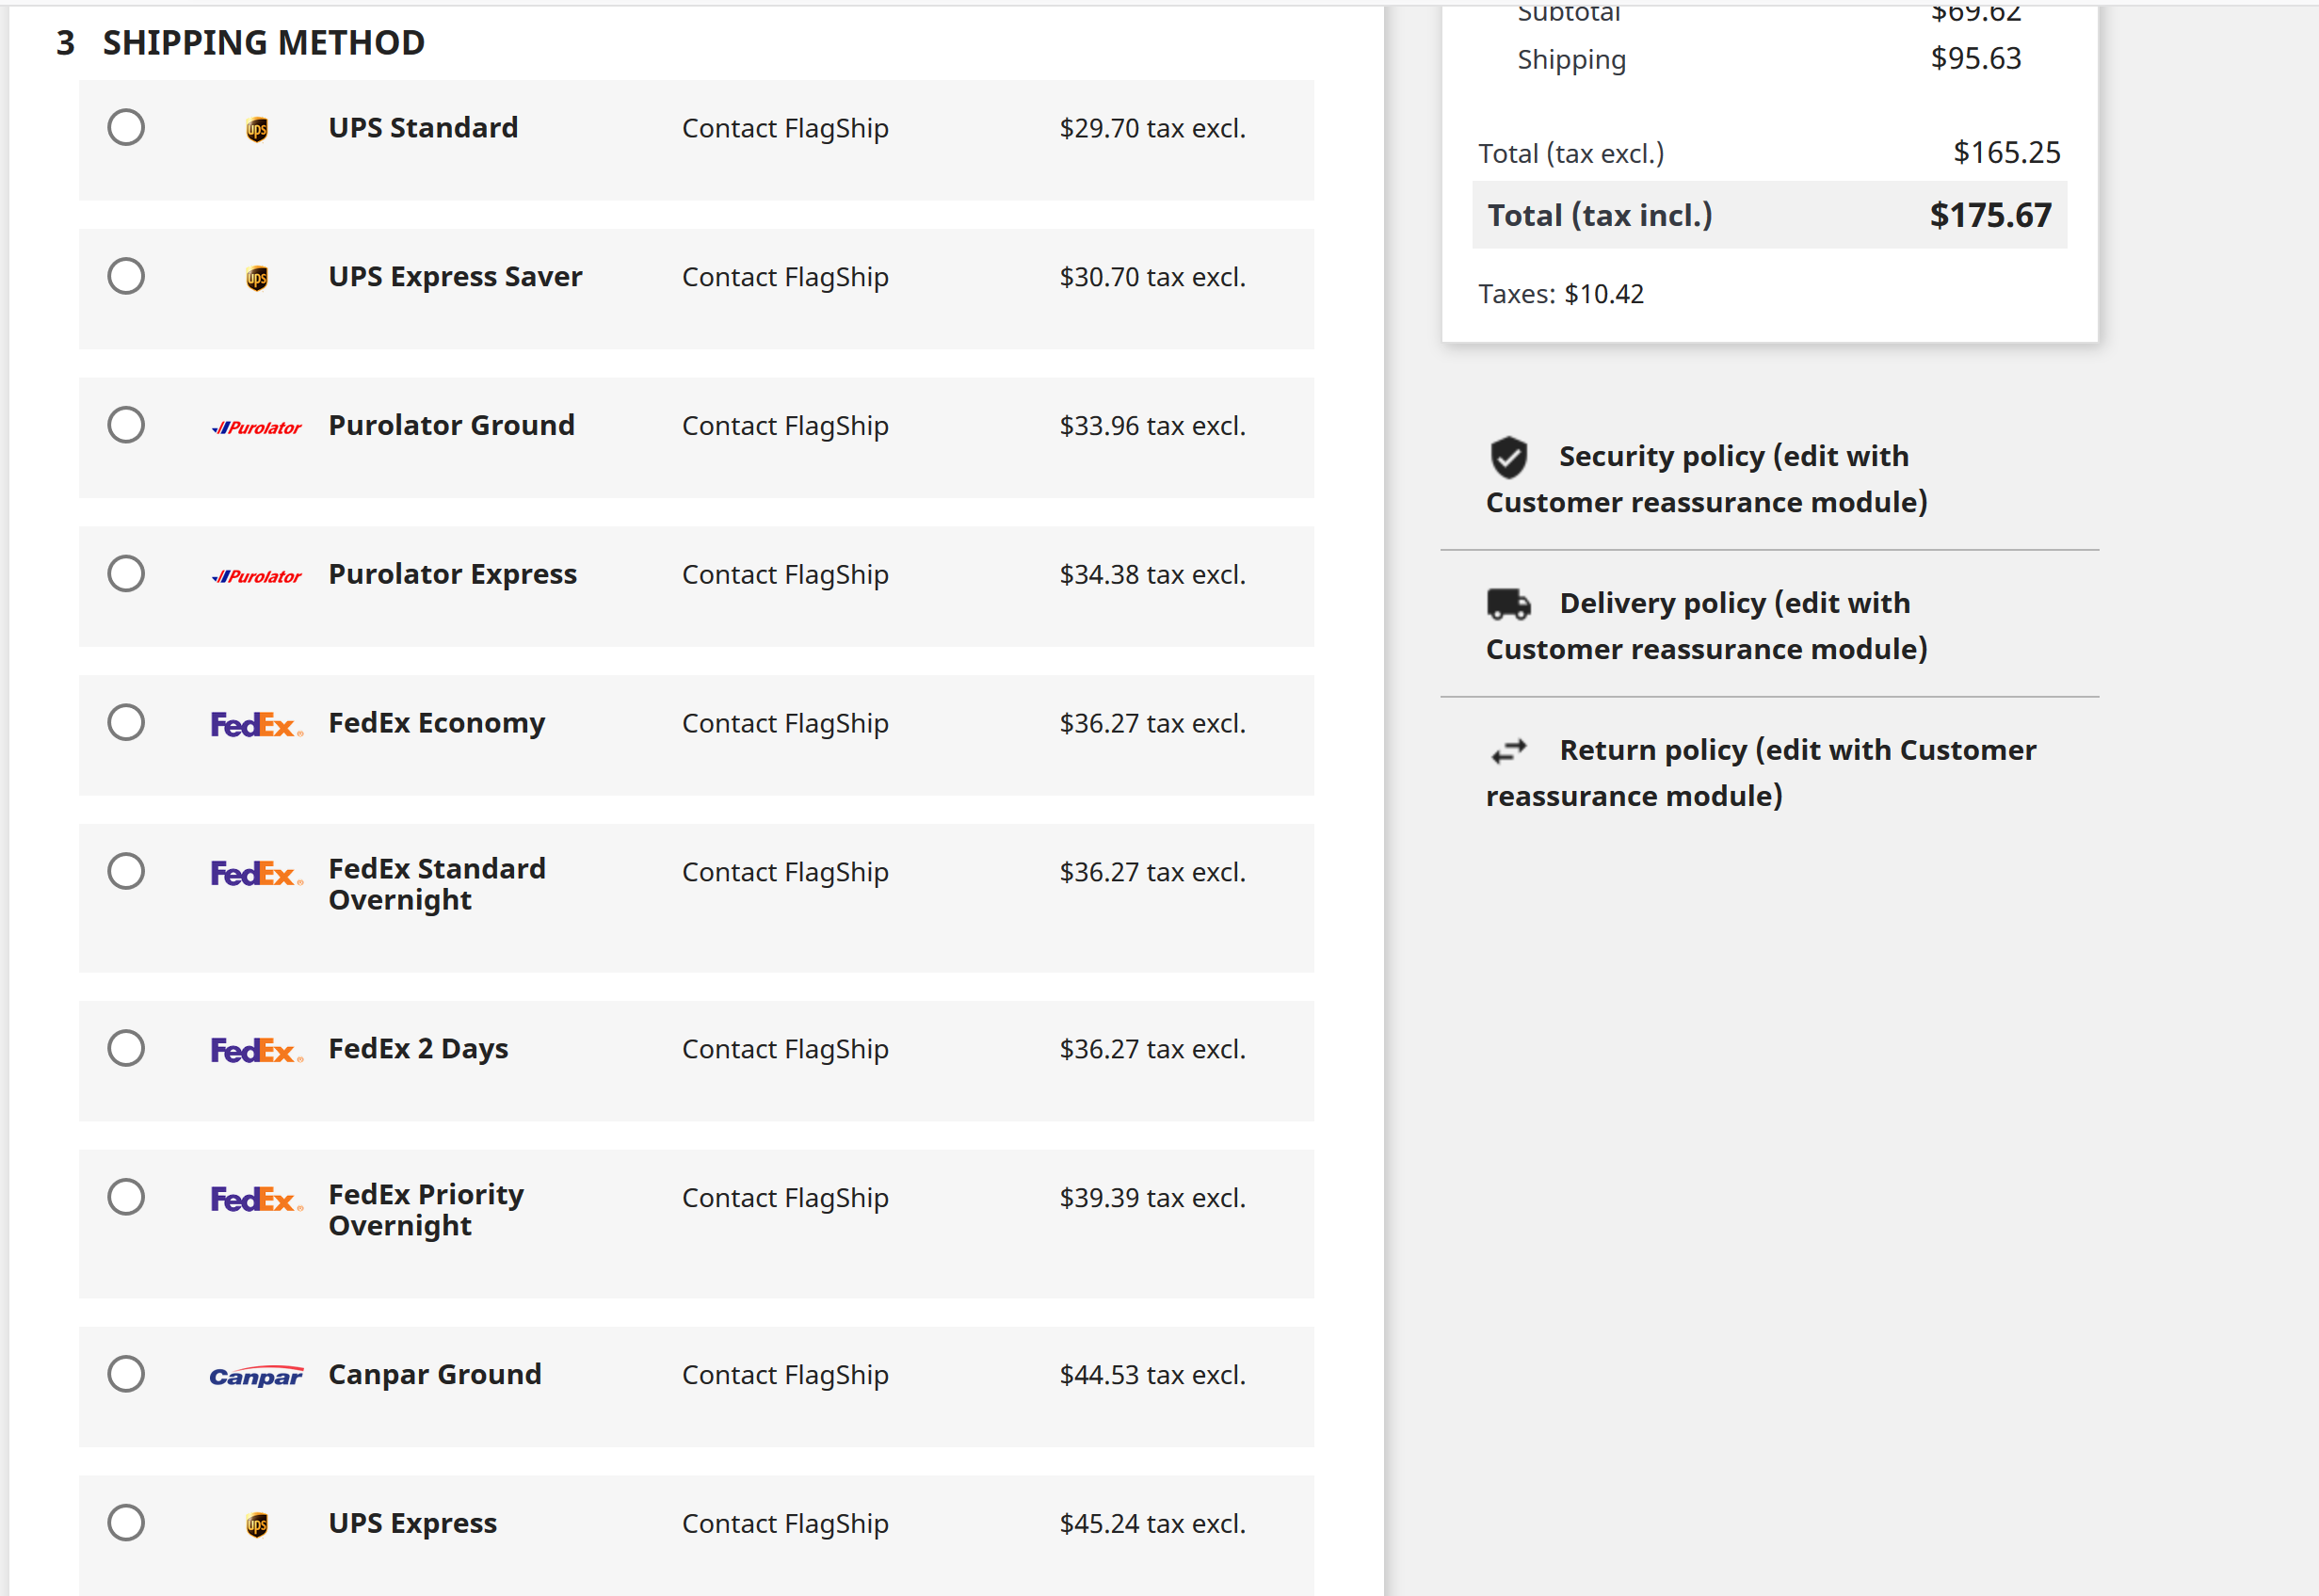 3 SHIPPING METHOD
ups UPS Standard Contact FlagShip $29.70 tax excl.
ups UPS Express Saver Contact FlagShip $30.70 tax excl.
Purolator Purolator Ground Contact FlagShip $33.96 tax excl.
Purolator Purolator Express Contact FlagShip $34.38 tax excl.
FedEx® FedEx Economy Contact FlagShip $36.27 tax excl.
FedEx® FedEx Standard Contact FlagShip $36.27 tax excl.
Overnight
FedEx® FedEx 2 Days Contact FlagShip $36.27 tax excl.
FedEx® FedEx Priority Contact FlagShip $39.39 tax excl.
Overnight
Canpar Canpar Ground Contact FlagShip $44.53 tax excl.
ups UPS Express Contact FlagShip $45.24 tax excl.
Subtotal $69.62
Shipping $95.63
Total (tax excl.) $165.25
Total (tax incl.) $175.67
Taxes: $10.42
Security policy (edit with
Customer reassurance module)
Delivery policy (edit with
Customer reassurance module)
Return policy (edit with Customer
reassurance module)